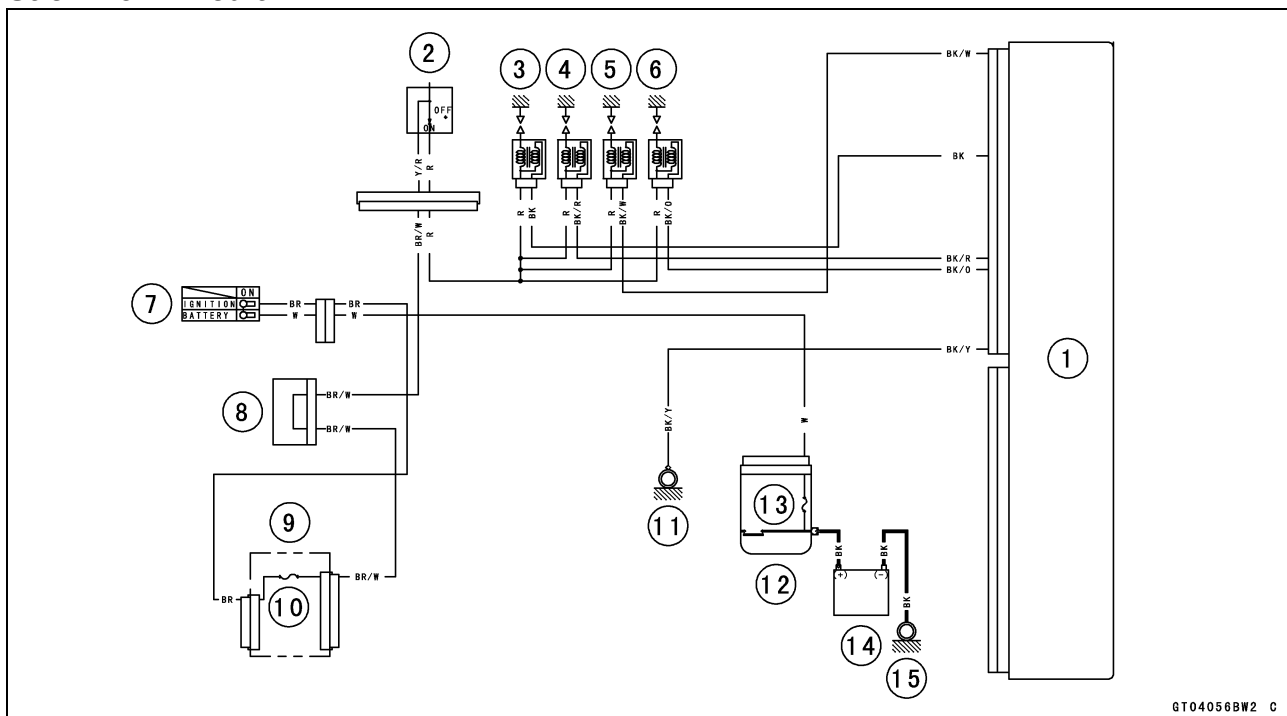 2
3
4
5
6
OFF
ON
Y/R
R
BR/W
R
R
BK
R
BK/R
R
BK/W
R
BK/O
BK/W
BK
BK/R
BK/O
BK/Y
1
7
ON
IGNITION
BATTERY
BR
W
BR
W
8
BR/W
BR/W
9
10
BR
BR/W
BK/Y
11
W
13
12
BK
(+)
(-)
BK
BK
14
15
GT04056BW2 C